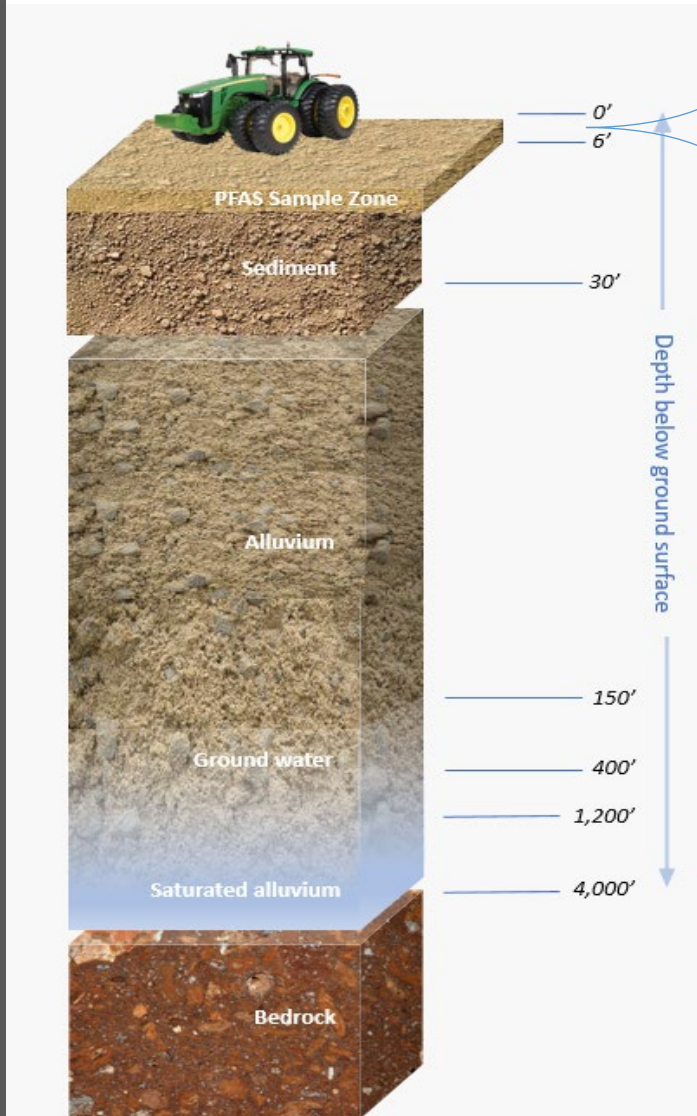 0’
6’
PFAS Sample Zone
Sediment
30’
Depth below ground surface
Alluvium
150’
Ground water
400’
1,200’
Saturated alluvium
4,000’
Bedrock